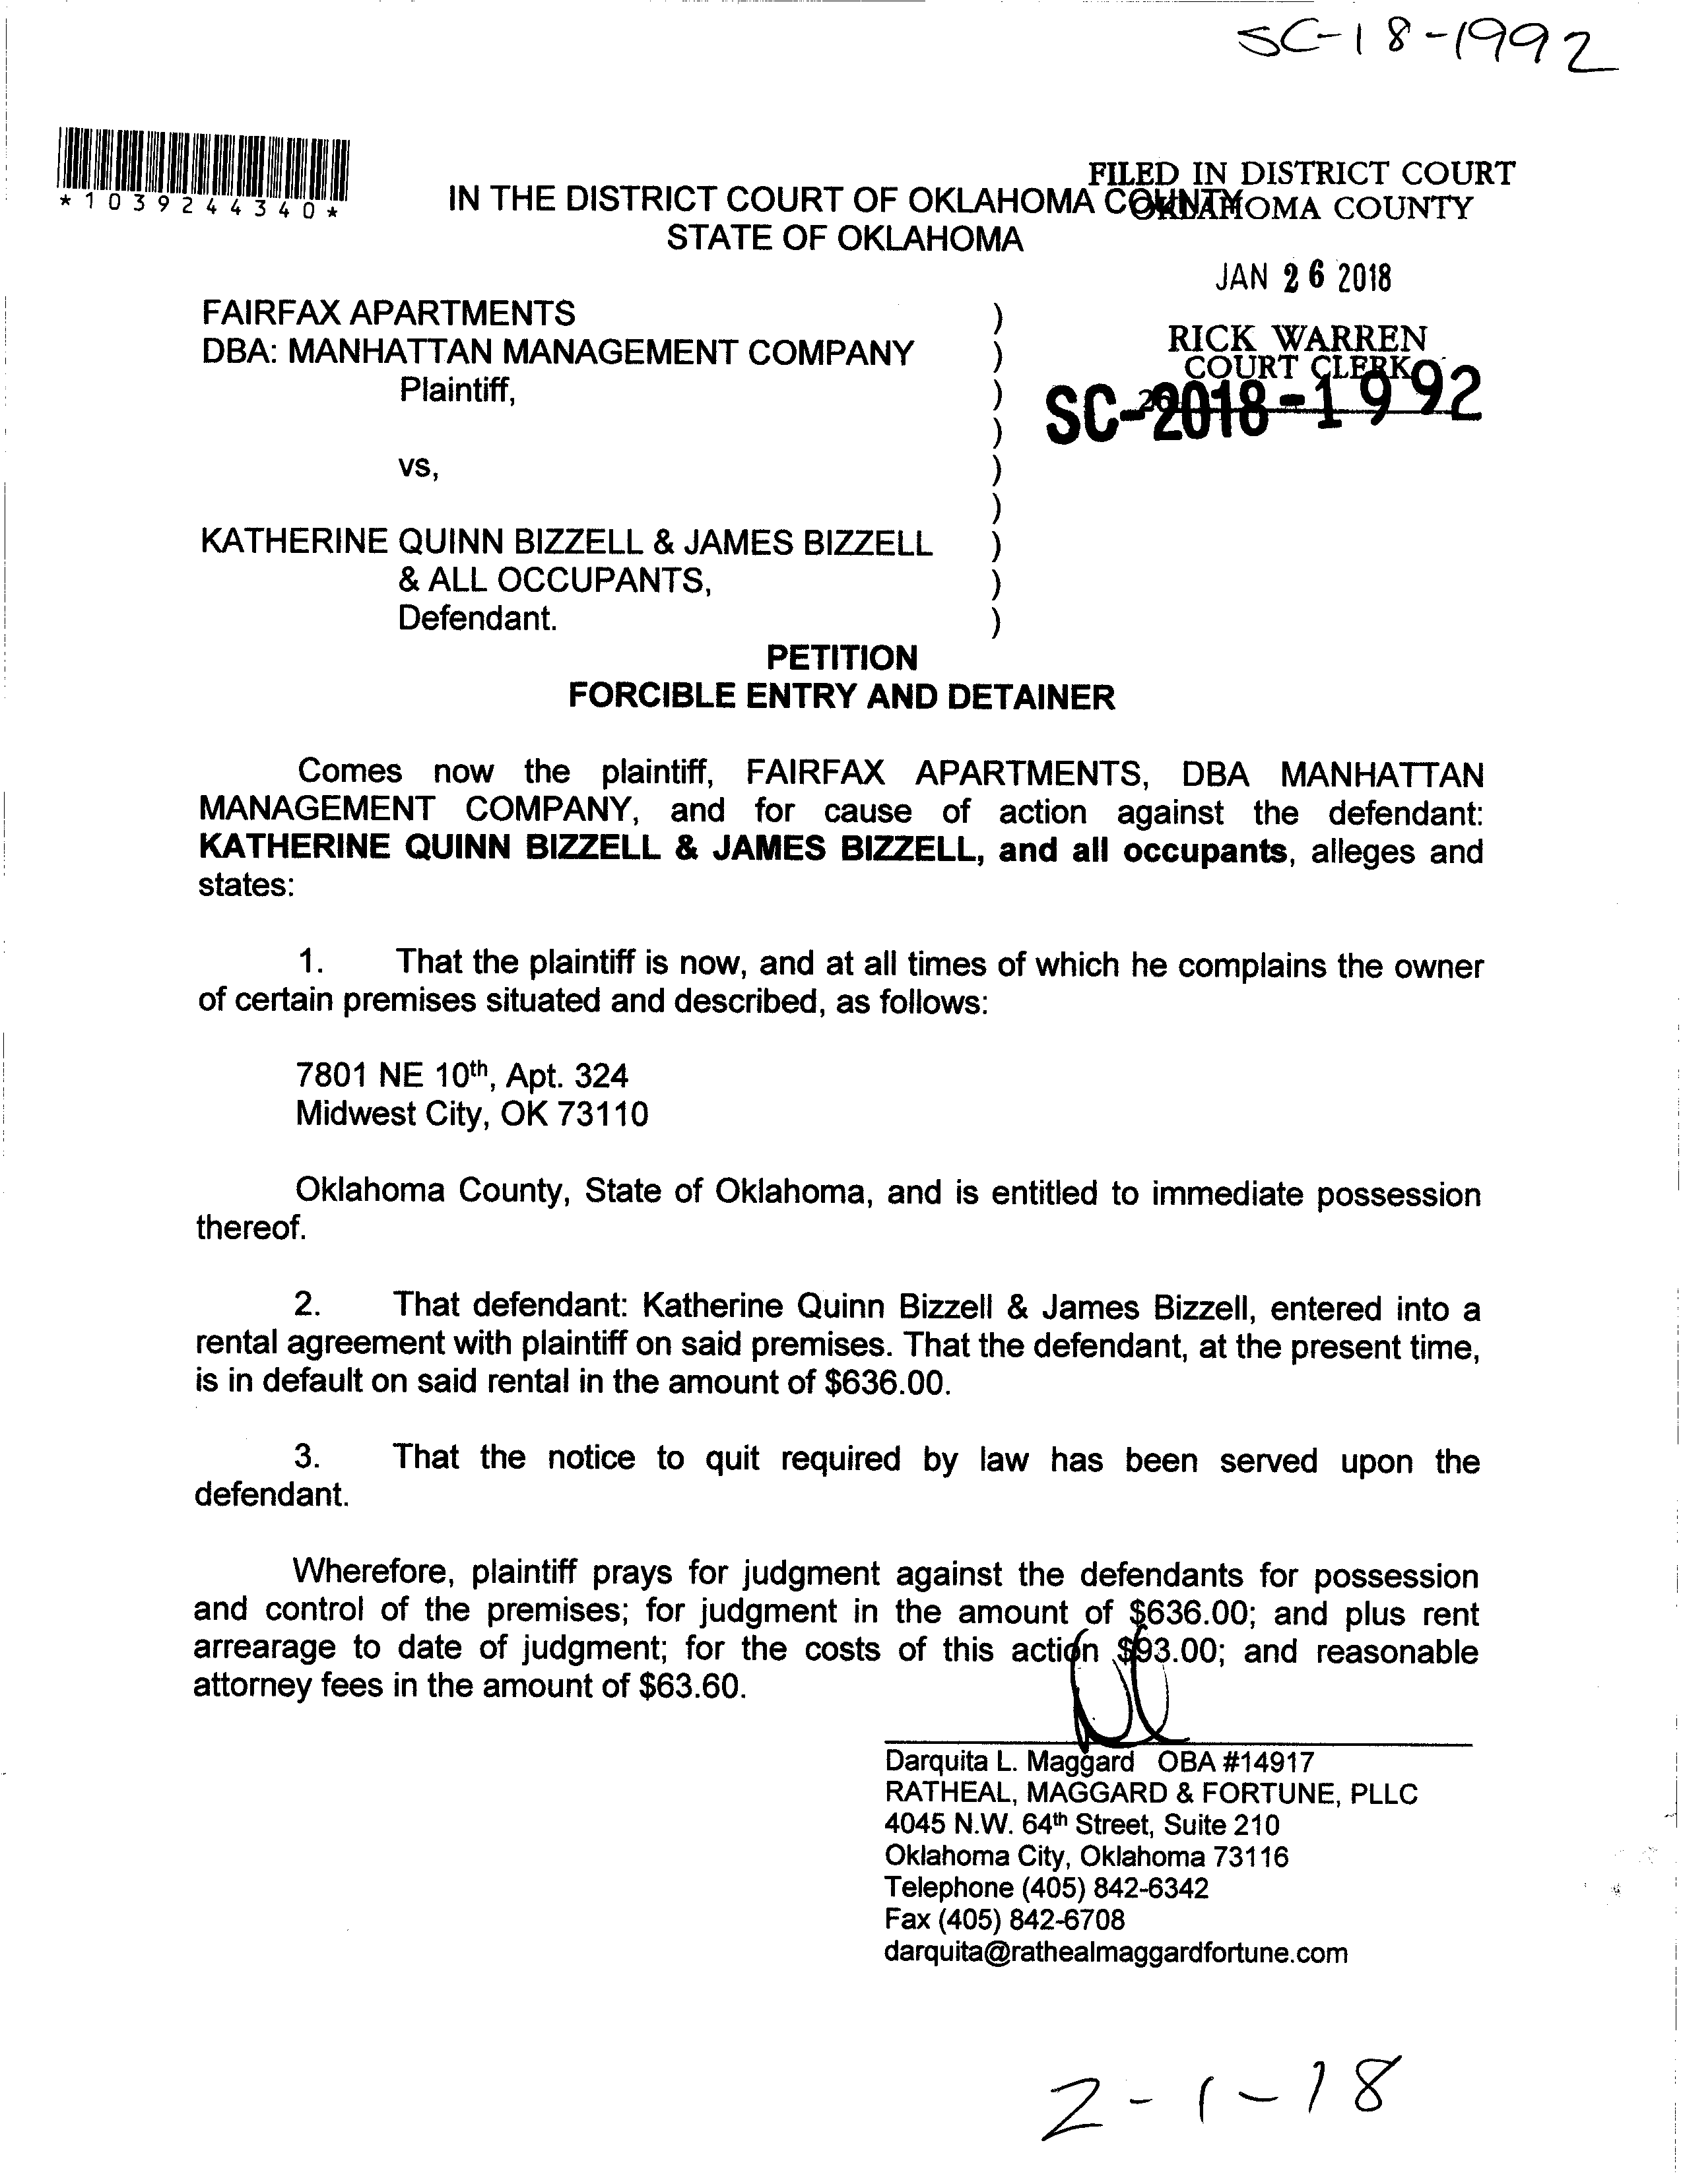 SC-18-1992
*1039244340*
FILED IN DISTRICT COURT
IN THE DISTRICT COURT OF OKLAHOMA COUNTY
OKLAHOMA COUNTY
STATE OF OKLAHOMA
JAN 26 2018
FAIRFAX APARTMENTS )
DBA: MANHATTAN MANAGEMENT COMPANY )
RICK WARREN
COURT CLERK
Plaintiff, )
SC-2018-1992
)
vs, )
)
KATHERINE QUINN BIZZELL & JAMES BIZZELL )
& ALL OCCUPANTS, )
Defendant. )
PETITION
FORCIBLE ENTRY AND DETAINER
Comes now the plaintiff, FAIRFAX APARTMENTS, DBA MANHATTAN
MANAGEMENT COMPANY, and for cause of action against the defendant:
KATHERINE QUINN BIZZELL & JAMES BIZZELL, and all occupants, alleges and
states:
1. That the plaintiff is now, and at all times of which he complains the owner
of certain premises situated and described, as follows:
7801 NE 10th, Apt. 324
Midwest City, OK 73110
Oklahoma County, State of Oklahoma, and is entitled to immediate possession
thereof.
2. That defendant: Katherine Quinn Bizzell & James Bizzell, entered into a
rental agreement with plaintiff on said premises. That the defendant, at the present time,
is in default on said rental in the amount of $636.00.
3. That the notice to quit required by law has been served upon the
defendant.
Wherefore, plaintiff prays for judgment against the defendants for possession
and control of the premises; for judgment in the amount of $636.00; and plus rent
arrearage to date of judgment; for the costs of this action $93.00; and reasonable
attorney fees in the amount of $63.60.
Darquita L. Maggard OBA #14917
RATHEAL, MAGGARD & FORTUNE, PLLC
4045 N.W. 64th Street, Suite 210
Oklahoma City, Oklahoma 73116
Telephone (405) 842-6342
Fax (405) 842-6708
darquita@rathealmaggardfortune.com
2-1-18